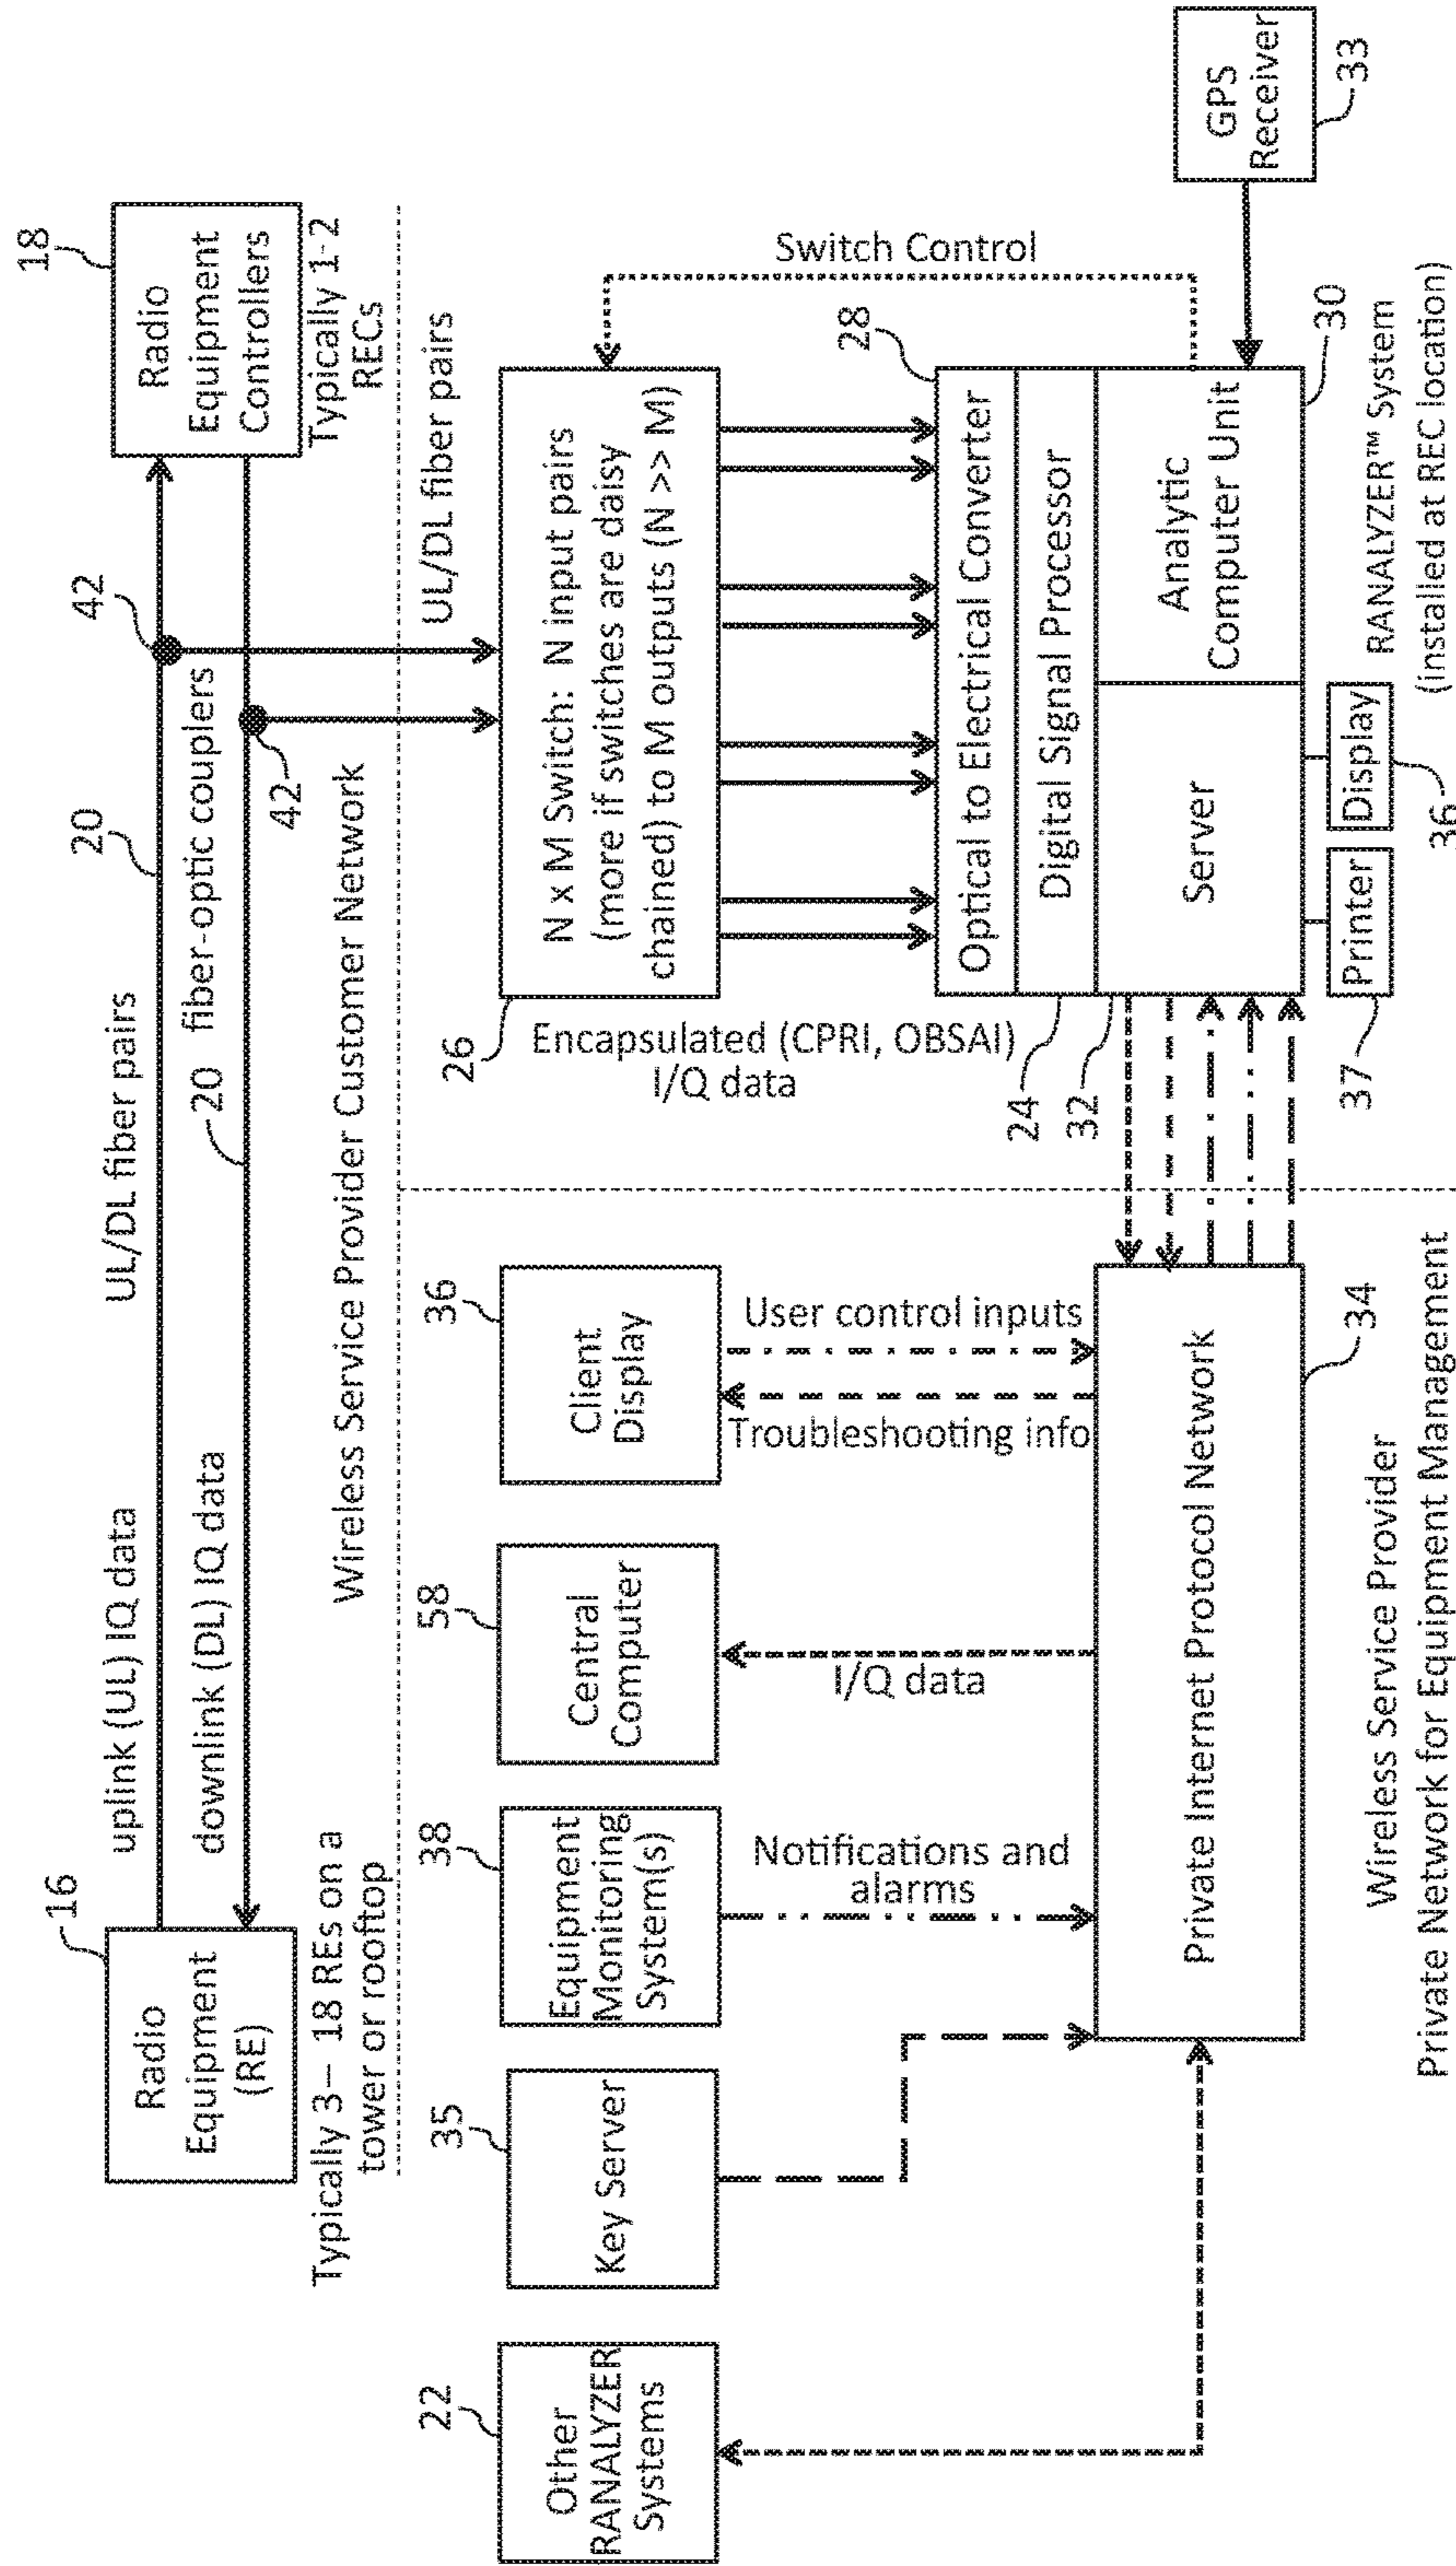 16
Radio
Equipment
(RE)
Typically 3– 18 REs on a
tower or rooftop
uplink (UL) IQ data
downlink (DL) IQ data
UL/DL fiber pairs
20
20
fiber-optic couplers
42
42
18
Radio
Equipment
Controllers
Typically 1-2
RECs
Wireless Service Provider Customer Network
UL/DL fiber pairs
22
Other
RANALYZER
Systems
35
Key Server
38
Equipment
Monitoring
System(s)
Notifications and
alarms
58
Central
Computer
I/Q data
36
Client
Display
User control inputs
Troubleshooting info
Private Internet Protocol Network
34
Wireless Service Provider
Private Network for Equipment Management
26
N x M Switch: N input pairs
(more if switches are daisy
chained) to M outputs (N >> M)
Switch Control
Encapsulated (CPRI, OBSAI)
I/Q data
28
Optical to Electrical Converter
Digital Signal Processor
24
32
Server
Analytic
Computer Unit
30
GPS
Receiver
33
Printer
37
Display
36
RANALYZER™ System
(installed at REC location)